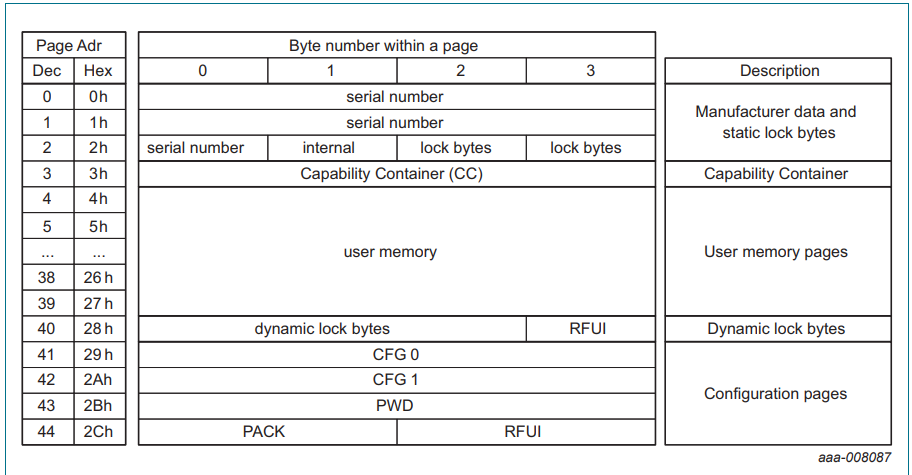 Page Adr Byte number within a page
Dec Hex 0 1 2 3 Description
0 0h serial number
1 1h serial number
Manufacturer data and
static lock bytes
2 2h serial number internal lock bytes lock bytes
3 3h Capability Container (CC) Capability Container
4 4h
5 5h
... ... user memory User memory pages
38 26 h
39 27 h
40 28 h dynamic lock bytes RFUI Dynamic lock bytes
41 29 h CFG 0
42 2Ah CFG 1
Configuration pages
43 2Bh PWD
44 2Ch PACK RFUI
aaa-008087